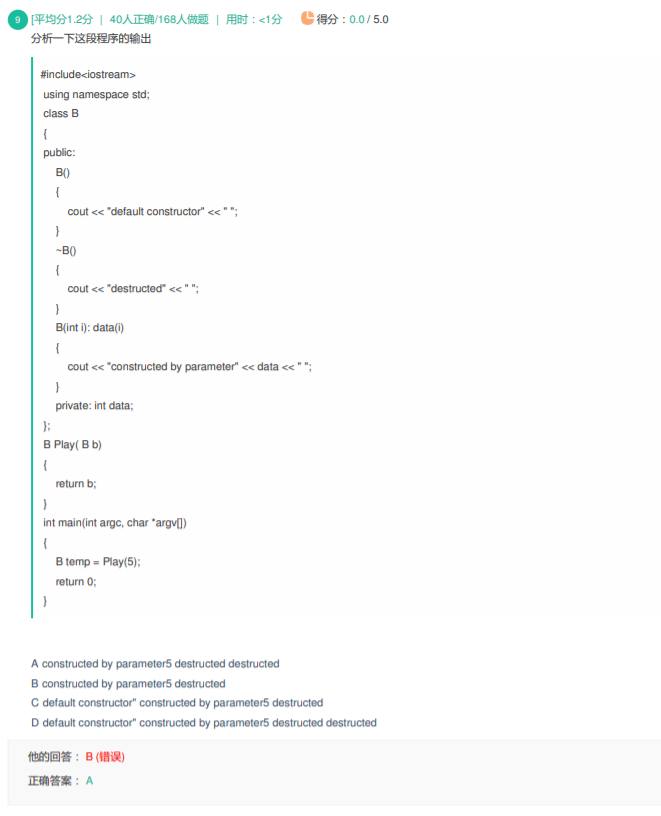 9 [平均分1.2分 | 40人正确/168人做题 | 用时：<1分 得分：0.0 / 5.0
分析一下这段程序的输出
#include<iostream>
using namespace std;
class B
{
public:
B()
{
cout << "default constructor" << " ";
}
~B()
{
cout << "destructed" << " ";
}
B(int i): data(i)
{
cout << "constructed by parameter" << data << " ";
}
private: int data;
};
B Play( B b)
{
return b;
}
int main(int argc, char *argv[])
{
B temp = Play(5);
return 0;
}
A constructed by parameter5 destructed destructed
B constructed by parameter5 destructed
C default constructor" constructed by parameter5 destructed
D default constructor" constructed by parameter5 destructed destructed
他的回答： B (错误)
正确答案： A